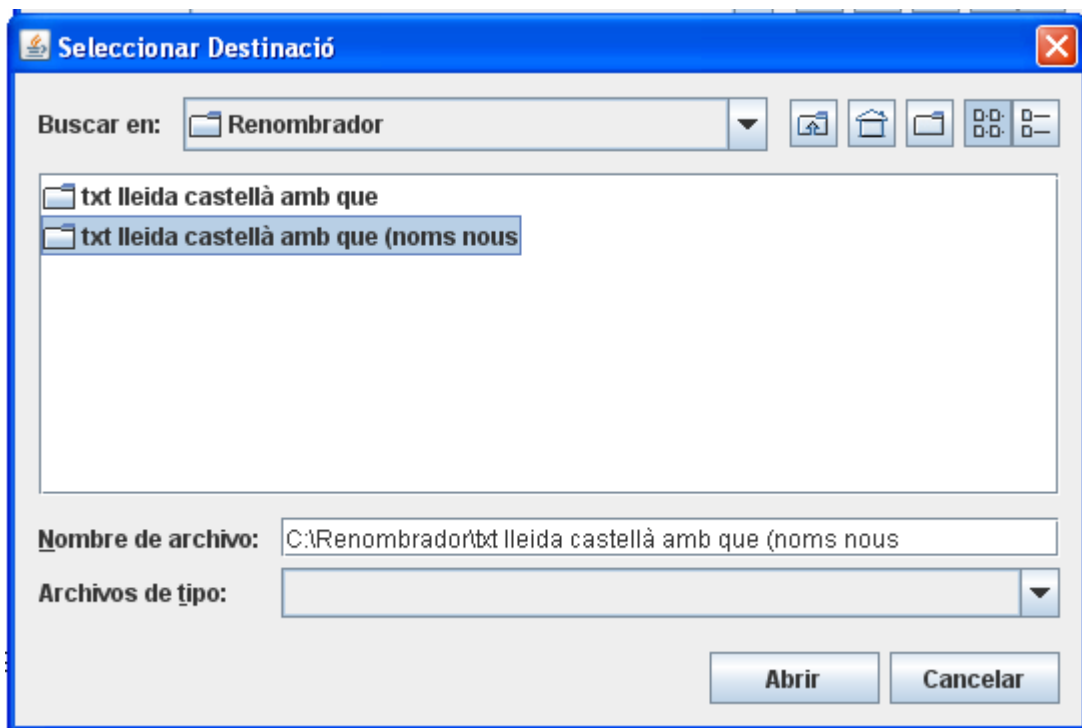 Seleccionar Destinació
Buscar en: Renombrador
txt lleida castellà amb que
txt lleida castellà amb que (noms nous
Nombre de archivo: C:\Renombrador\txt lleida castellà amb que (noms nous
Archivos de tipo:
Abrir Cancelar